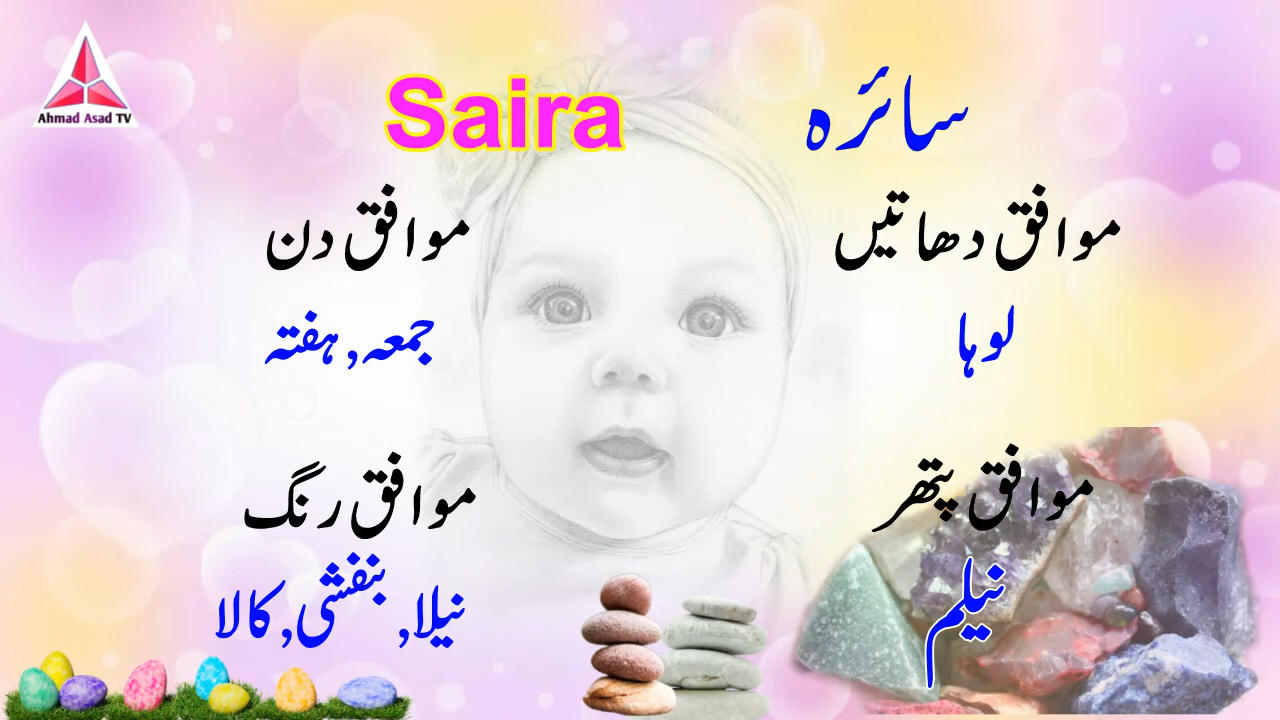 Ahmad Asad TV
Saira
سائرہ
موافق دھاتیں
لوہا
موافق دن
جمعہ, ہفتہ
موافق پتھر
نیلم
موافق رنگ
نیلا, بنفشی, کالا